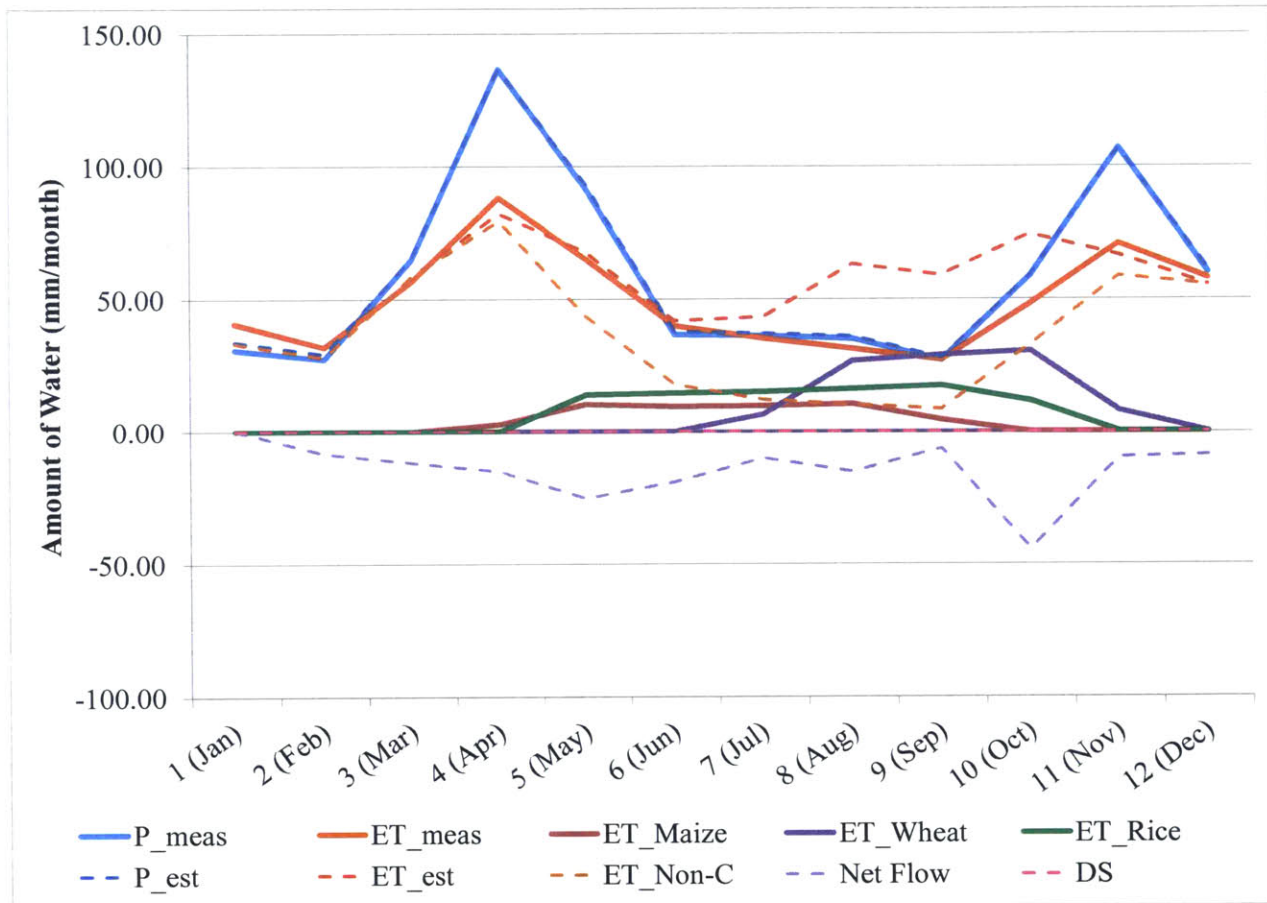 150.00
100.00
50.00
0.00
-50.00
-100.00
Amount of Water (mm/month)
1 (Jan)
2 (Feb)
3 (Mar)
4 (Apr)
5 (May)
6 (Jun)
7 (Jul)
8 (Aug)
9 (Sep)
10 (Oct)
11 (Nov)
12 (Dec)
P_meas ET_meas ET_Maize ET_Wheat ET_Rice
P_est ET_est ET_Non-C Net Flow DS